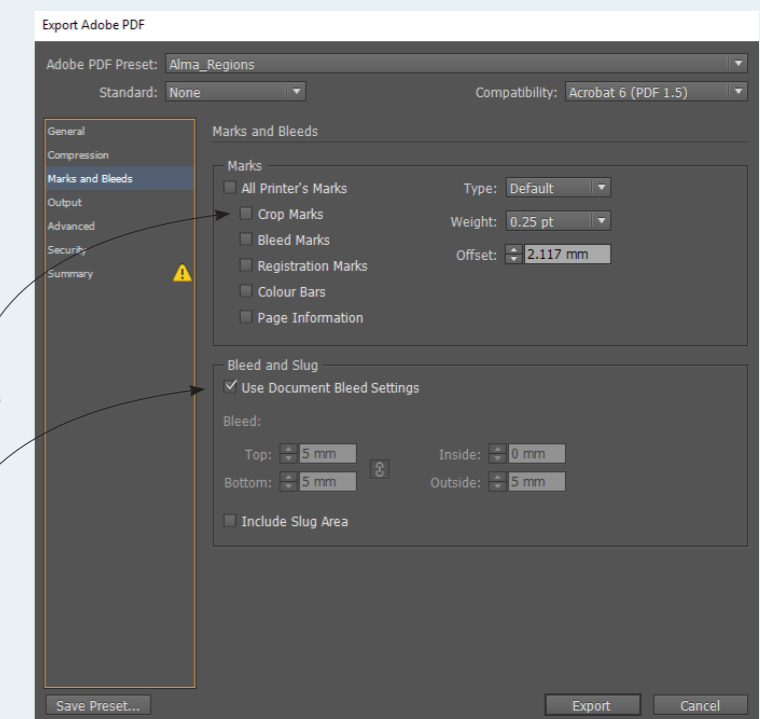 Export Adobe PDF
Adobe PDF Preset: Alma_Regions
Standard: None Compatibility: Acrobat 6 (PDF 1.5)
General
Compression
Marks and Bleeds
Output
Advanced
Security
Summary
Marks and Bleeds
Marks
All Printer's Marks Type: Default
Crop Marks Weight: 0.25 pt
Bleed Marks Offset: 2.117 mm
Registration Marks
Colour Bars
Page Information
Bleed and Slug
Use Document Bleed Settings
Bleed:
Top: 5 mm Inside: 0 mm
Bottom: 5 mm Outside: 5 mm
Include Slug Area
Save Preset... Export Cancel